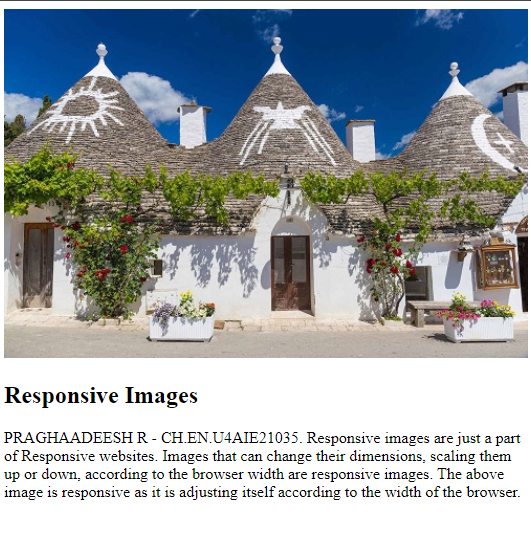 Responsive Images
PRAGHAADEESH R - CH.EN.U4AIE21035. Responsive images are just a part
of Responsive websites. Images that can change their dimensions, scaling them
up or down, according to the browser width are responsive images. The above
image is responsive as it is adjusting itself according to the width of the browser.